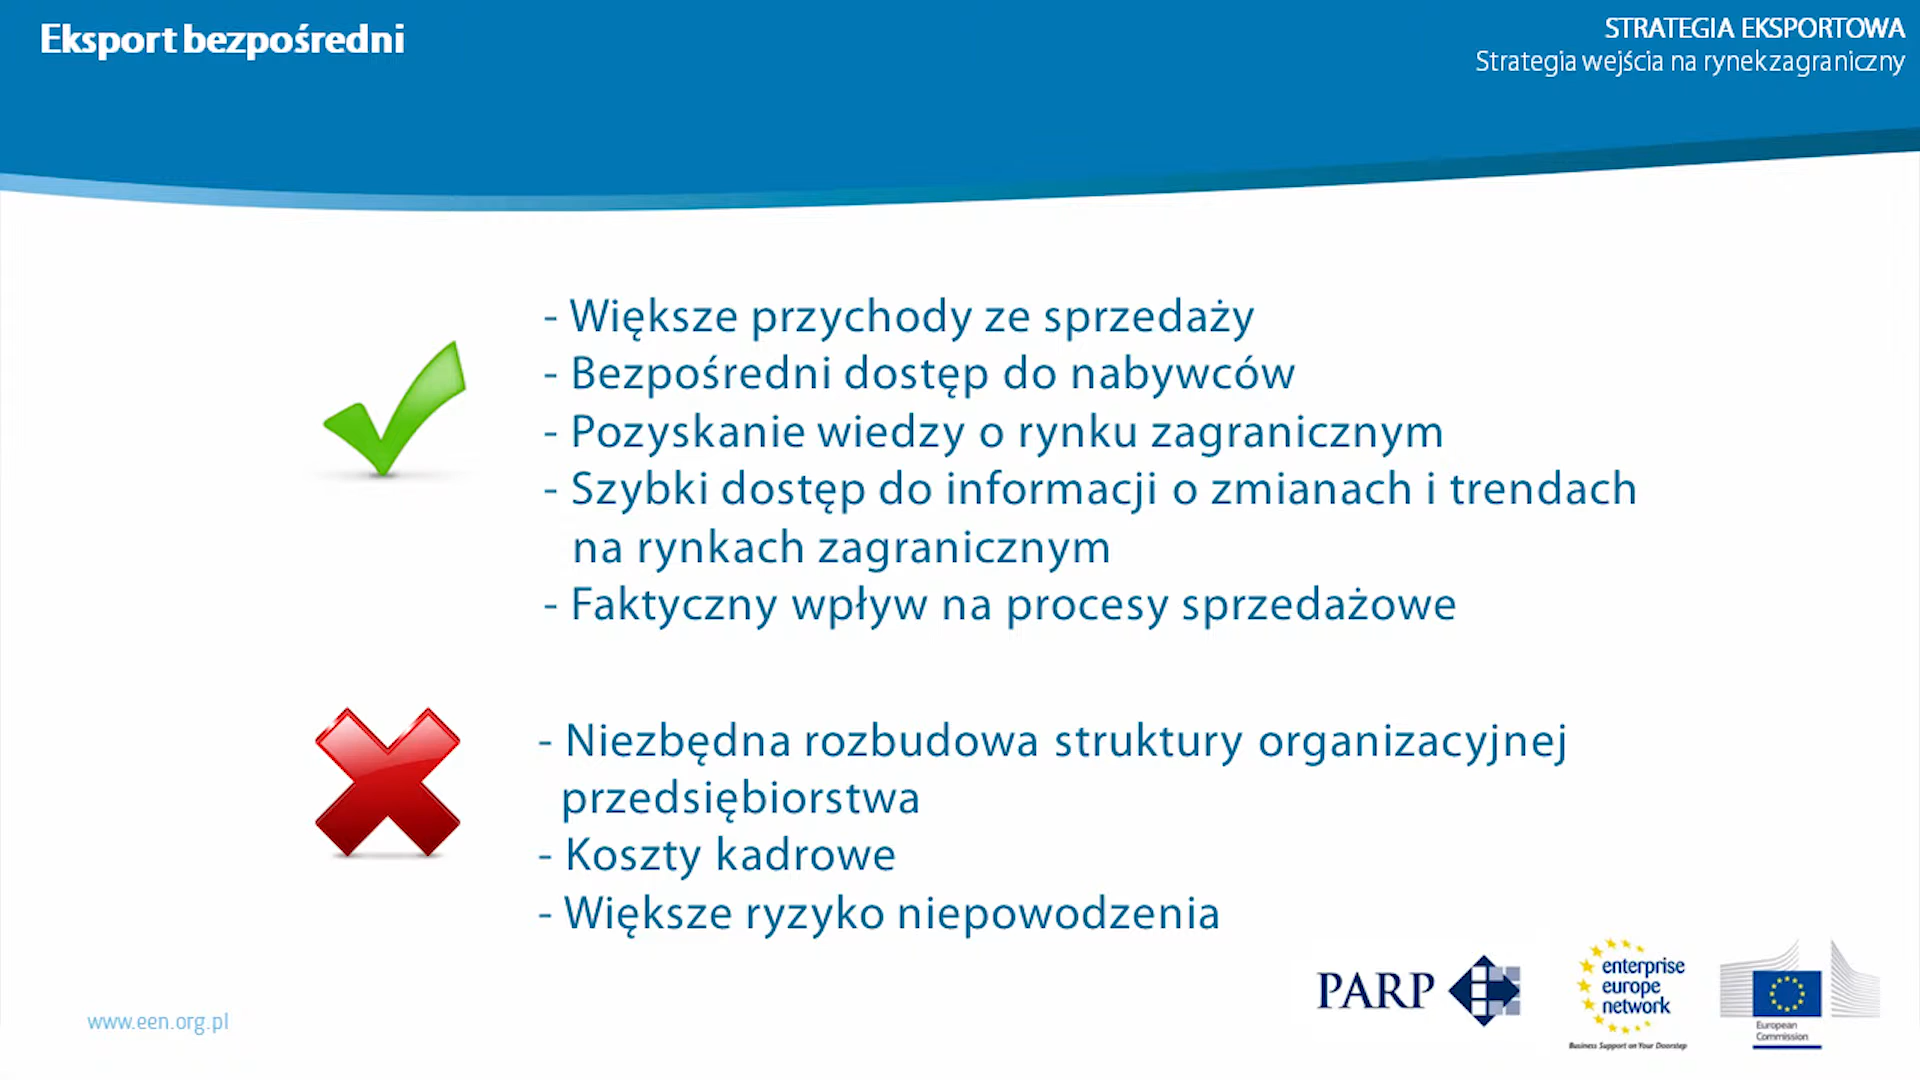 Eksport bezpośredni
STRATEGIA EKSPORTOWA
Strategia wejścia na rynek zagraniczny
- Większe przychody ze sprzedaży
- Bezpośredni dostęp do nabywców
- Pozyskanie wiedzy o rynku zagranicznym
- Szybki dostęp do informacji o zmianach i trendach
na rynkach zagranicznym
- Faktyczny wpływ na procesy sprzedażowe
- Niezbędna rozbudowa struktury organizacyjnej
przedsiębiorstwa
- Koszty kadrowe
- Większe ryzyko niepowodzenia
www.een.org.pl
PARP
enterprise
europe
network
Business Support on Your Doorstep
European
Commission